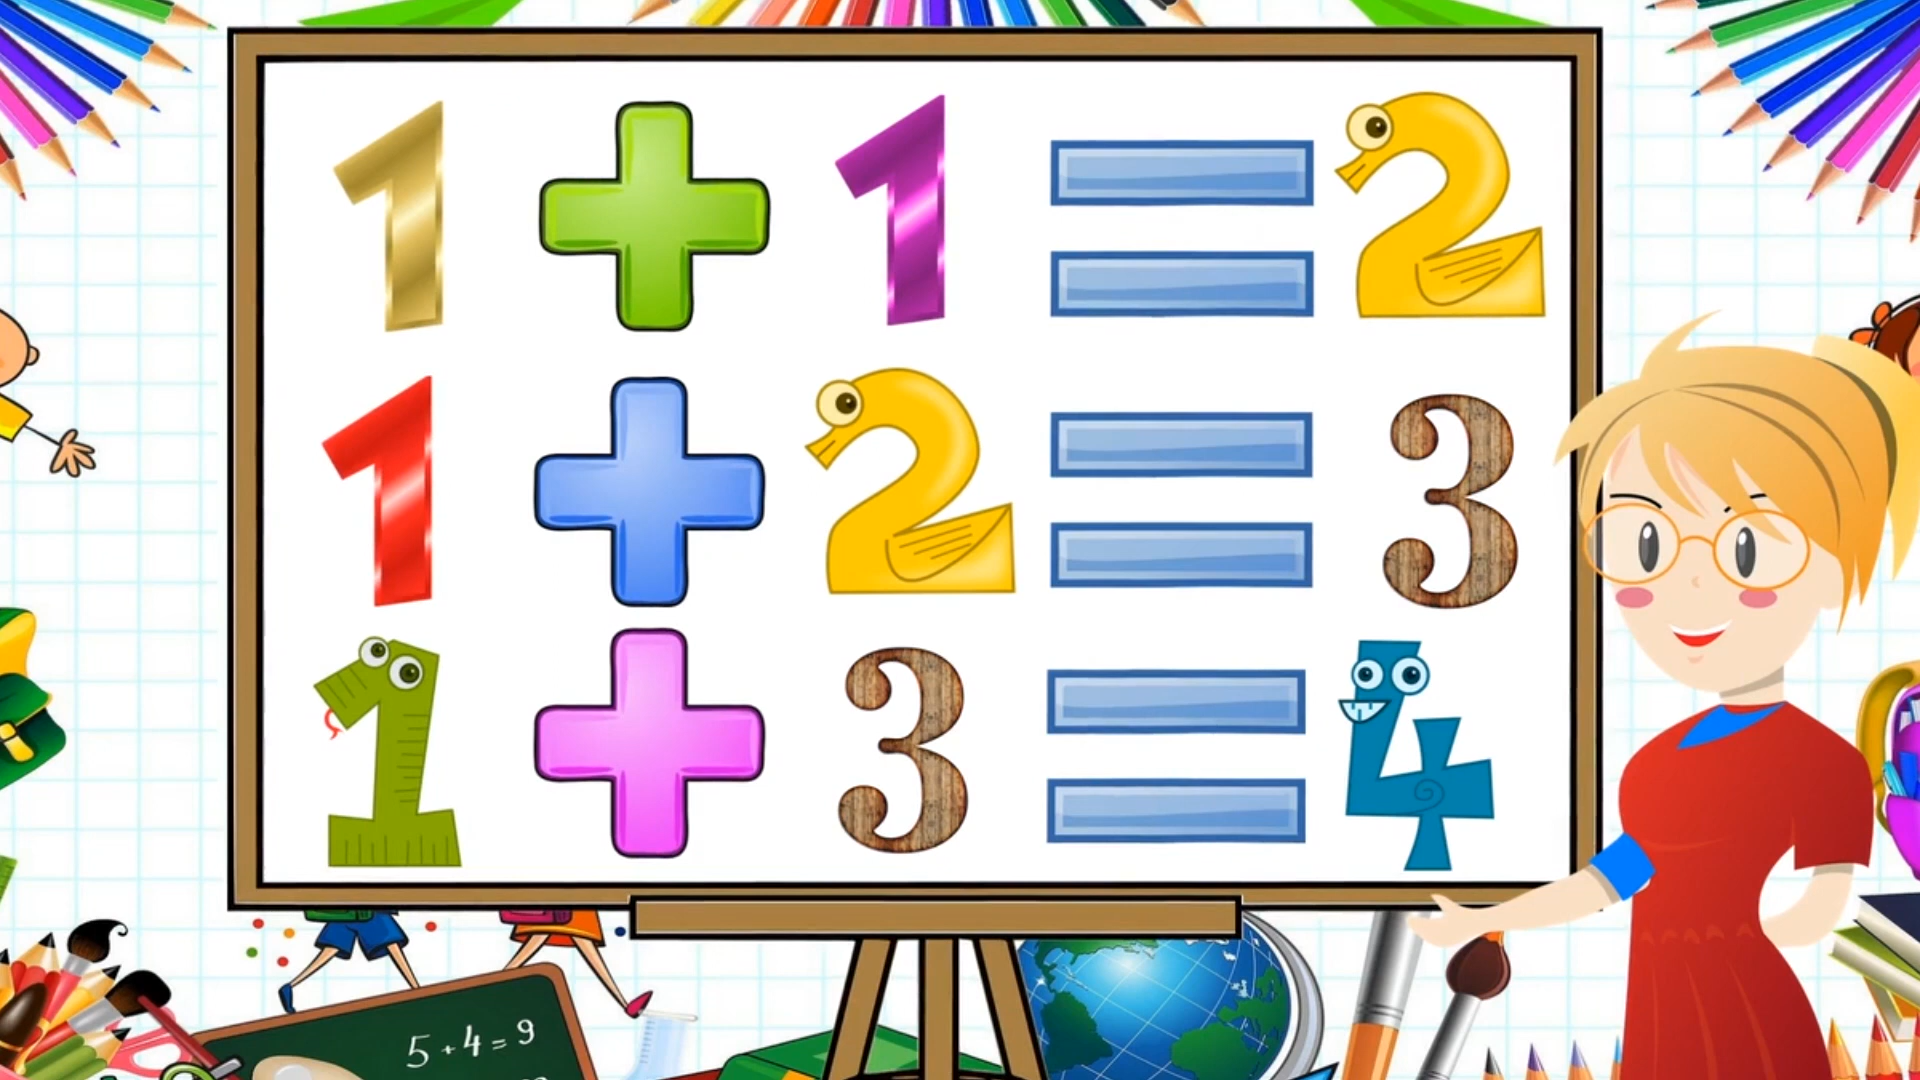 1 + 1 = 2
1 + 2 = 3
1 + 3 = 4
5 + 4 = 9